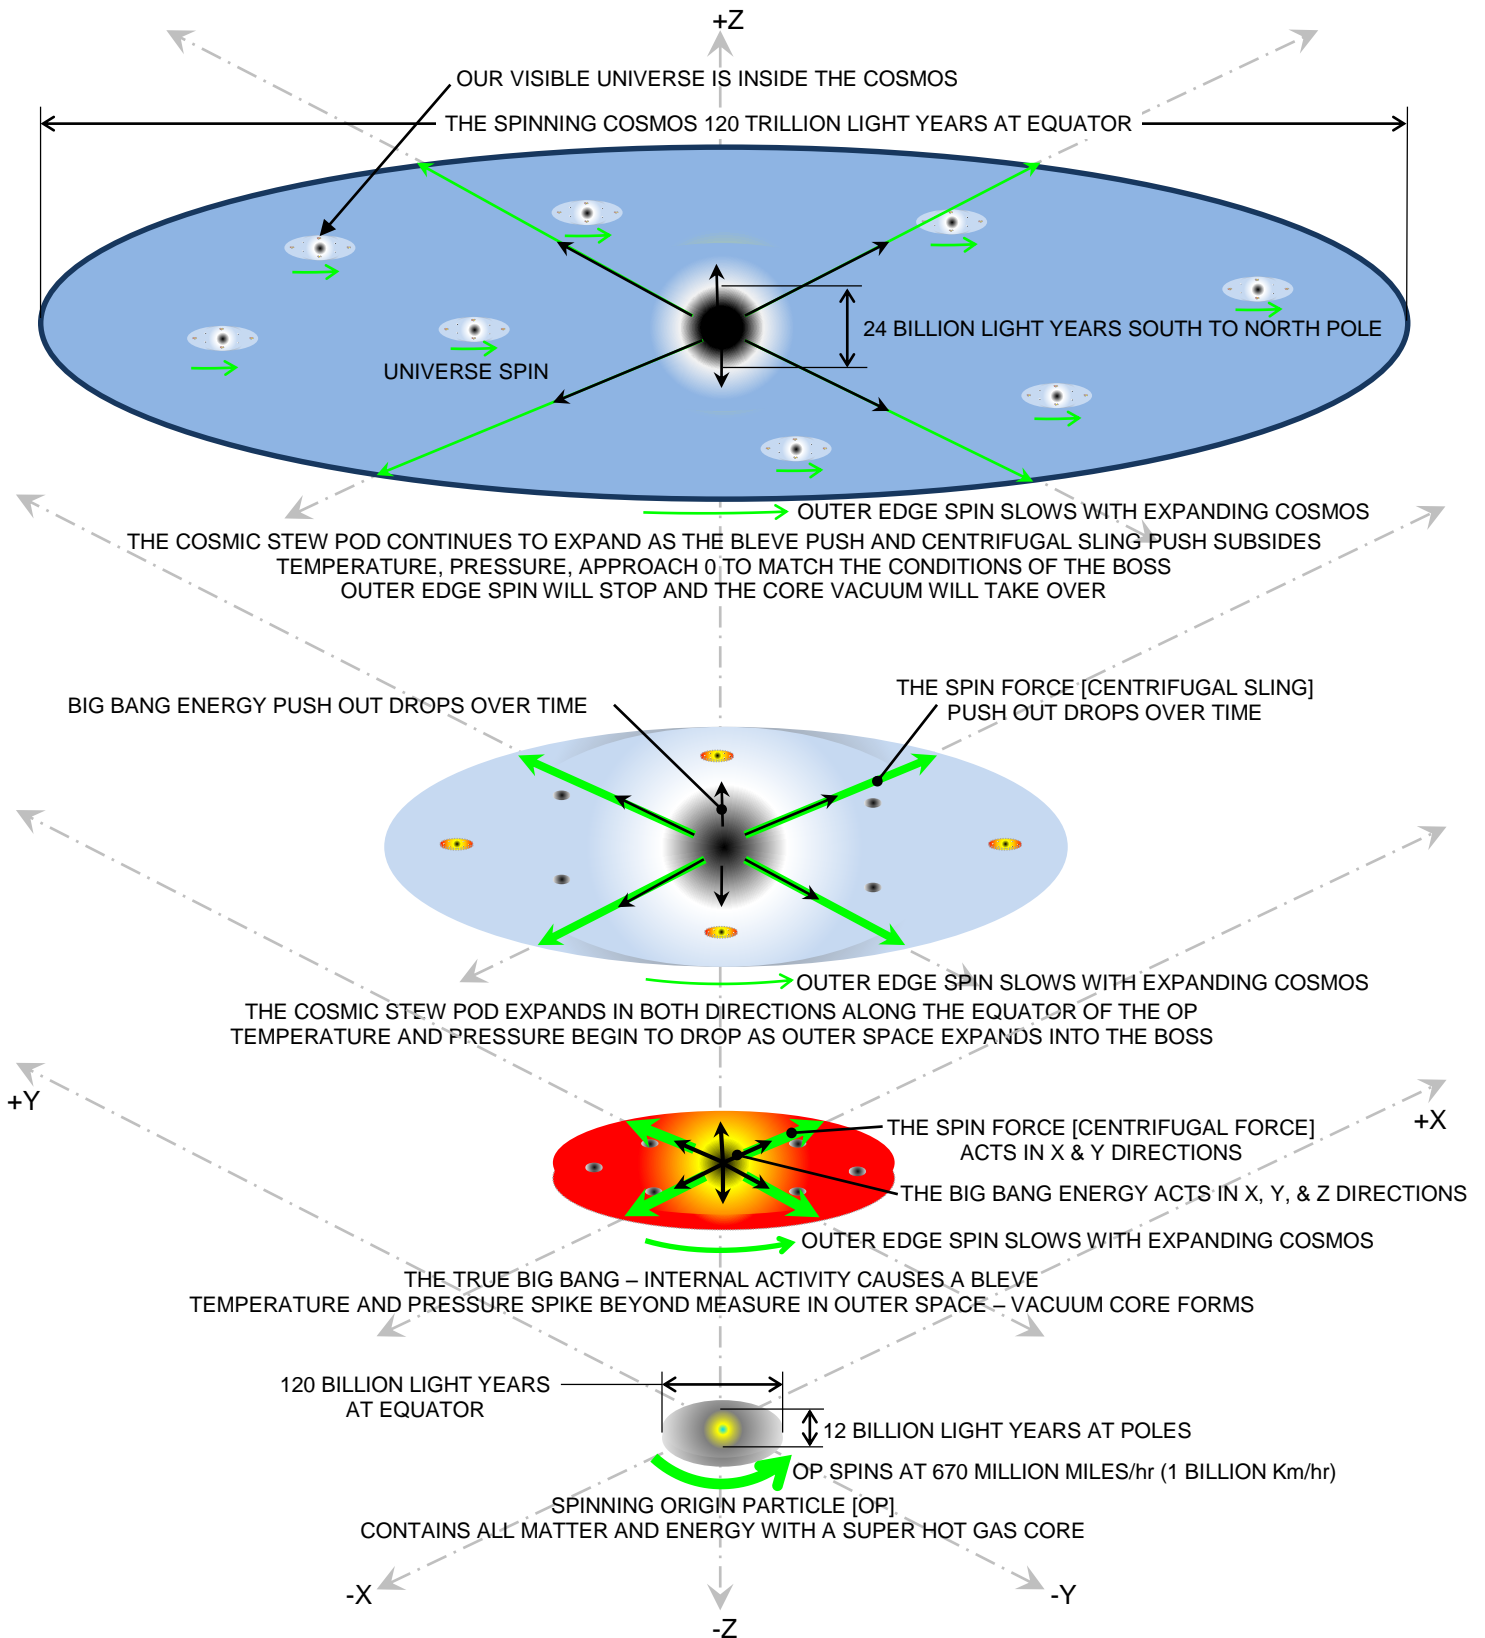 +Z
OUR VISIBLE UNIVERSE IS INSIDE THE COSMOS
THE SPINNING COSMOS 120 TRILLION LIGHT YEARS AT EQUATOR
24 BILLION LIGHT YEARS SOUTH TO NORTH POLE
UNIVERSE SPIN
OUTER EDGE SPIN SLOWS WITH EXPANDING COSMOS
THE COSMIC STEW POD CONTINUES TO EXPAND AS THE BLEVE PUSH AND CENTRIFUGAL SLING PUSH SUBSIDES
TEMPERATURE, PRESSURE, APPROACH 0 TO MATCH THE CONDITIONS OF THE BOSS
OUTER EDGE SPIN WILL STOP AND THE CORE VACUUM WILL TAKE OVER
BIG BANG ENERGY PUSH OUT DROPS OVER TIME
THE SPIN FORCE [CENTRIFUGAL SLING]
PUSH OUT DROPS OVER TIME
OUTER EDGE SPIN SLOWS WITH EXPANDING COSMOS
THE COSMIC STEW POD EXPANDS IN BOTH DIRECTIONS ALONG THE EQUATOR OF THE OP
TEMPERATURE AND PRESSURE BEGIN TO DROP AS OUTER SPACE EXPANDS INTO THE BOSS
+Y
+X
THE SPIN FORCE [CENTRIFUGAL FORCE]
ACTS IN X & Y DIRECTIONS
THE BIG BANG ENERGY ACTS IN X, Y, & Z DIRECTIONS
OUTER EDGE SPIN SLOWS WITH EXPANDING COSMOS
THE TRUE BIG BANG – INTERNAL ACTIVITY CAUSES A BLEVE
TEMPERATURE AND PRESSURE SPIKE BEYOND MEASURE IN OUTER SPACE – VACUUM CORE FORMS
120 BILLION LIGHT YEARS
AT EQUATOR
12 BILLION LIGHT YEARS AT POLES
OP SPINS AT 670 MILLION MILES/hr (1 BILLION Km/hr)
SPINNING ORIGIN PARTICLE [OP]
CONTAINS ALL MATTER AND ENERGY WITH A SUPER HOT GAS CORE
-X
-Y
-Z